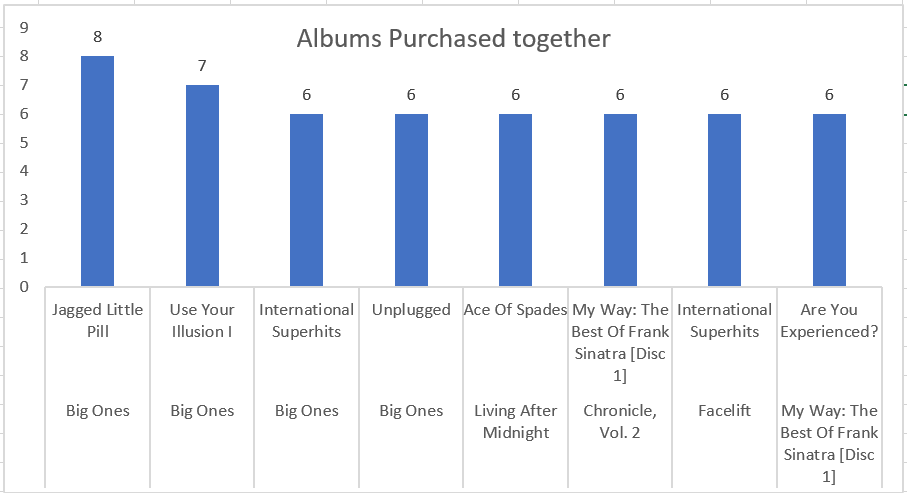 Albums Purchased together
9
8
7
6
5
4
3
2
1
0
8
7
6
6
6
6
6
6
Jagged Little
Pill
Use Your
Illusion I
International
Superhits
Unplugged
Ace Of Spades
My Way: The
Best Of Frank
Sinatra [Disc
1]
International
Superhits
Are You
Experienced?
Big Ones
Big Ones
Big Ones
Big Ones
Living After
Midnight
Chronicle,
Vol. 2
Facelift
My Way: The
Best Of Frank
Sinatra [Disc
1]